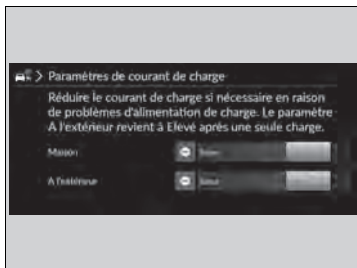 > Paramètres de courant de charge
Réduire le courant de charge si nécessaire en raison
de problèmes d'alimentation de charge. Le paramètre
A l'extérieur revient à Elevé après une seule charge.
Maison
A l'extérieur